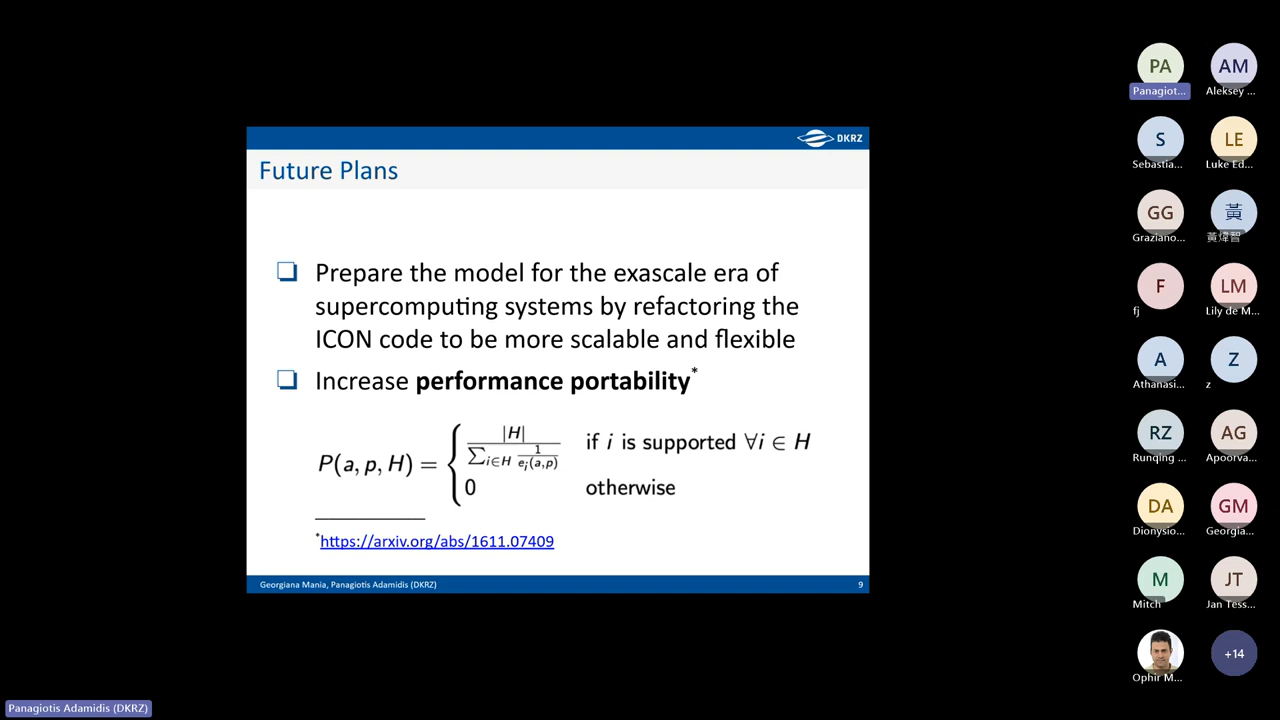 DKRZ
Future Plans
Prepare the model for the exascale era of
supercomputing systems by refactoring the
ICON code to be more scalable and flexible
Increase performance portability*
P(a, p, H) = { |H| / ∑i∈H 1/ei(a,p) if i is supported ∀i ∈ H
0 otherwise
*https://arxiv.org/abs/1611.07409
Georgiana Mania, Panagiotis Adamidis (DKRZ) 9
PA AM
Panagiot... Aleksey ...
S LE
Sebastia... Luke Ed...
GG 黃
Graziano... 黃煒智
F LM
fj Lily de M...
A Z
Athanasi... z
RZ AG
Runqing ... Apoorva...
DA GM
Dionysio... Georgia...
M JT
Mitch Jan Tess...
+14
Ophir M...
Panagiotis Adamidis (DKRZ)